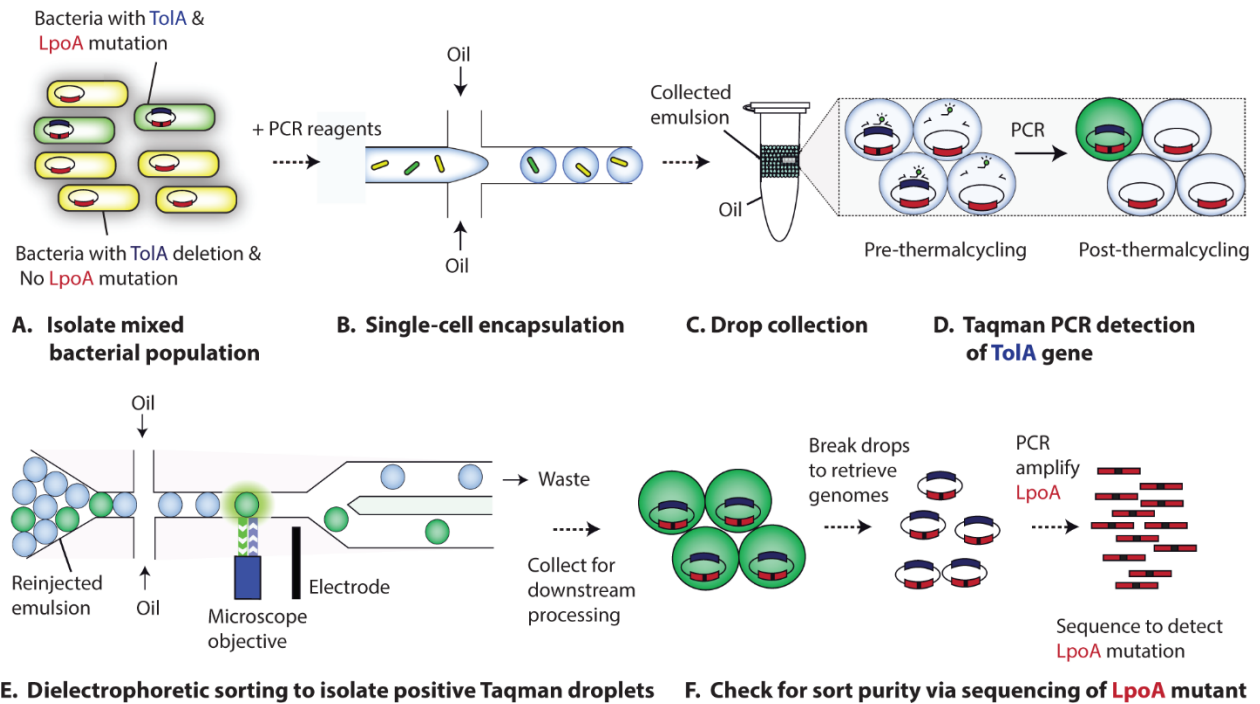 Bacteria with TolA &
LpoA mutation
+ PCR reagents
Bacteria with TolA deletion &
No LpoA mutation
Oil
Oil
Collected
emulsion
Oil
PCR
Pre-thermalcycling
Post-thermalcycling
A. Isolate mixed
bacterial population
B. Single-cell encapsulation
C. Drop collection
D. Taqman PCR detection
of TolA gene
Oil
Reinjected
emulsion
Oil
Microscope
objective
Electrode
Waste
Collect for
downstream
processing
Break drops
to retrieve
genomes
PCR
amplify
LpoA
Sequence to detect
LpoA mutation
E. Dielectrophoretic sorting to isolate positive Taqman droplets
F. Check for sort purity via sequencing of LpoA mutant